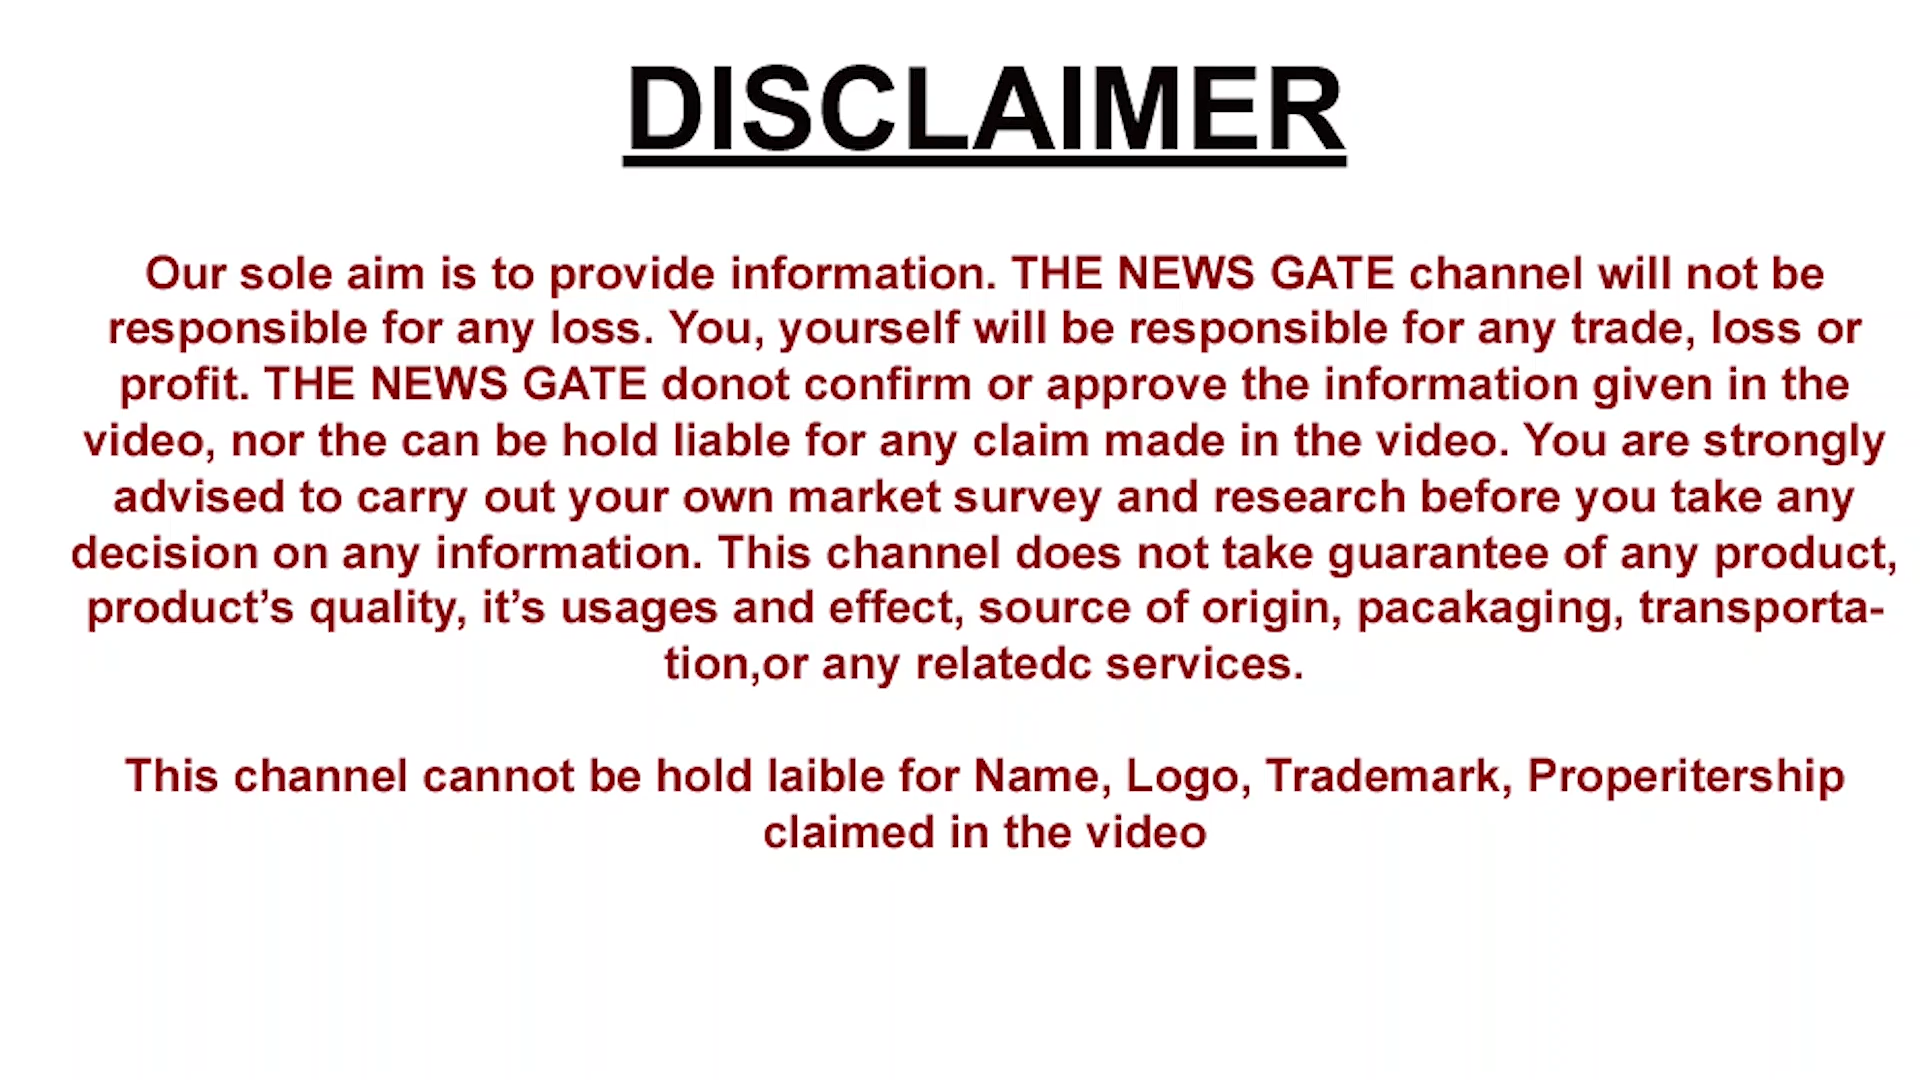 DISCLAIMER
Our sole aim is to provide information. THE NEWS GATE channel will not be
responsible for any loss. You, yourself will be responsible for any trade, loss or
profit. THE NEWS GATE donot confirm or approve the information given in the
video, nor the can be hold liable for any claim made in the video. You are strongly
advised to carry out your own market survey and research before you take any
decision on any information. This channel does not take guarantee of any product,
product’s quality, it’s usages and effect, source of origin, pacakaging, transporta-
tion,or any relatedc services.
This channel cannot be hold laible for Name, Logo, Trademark, Properitership
claimed in the video